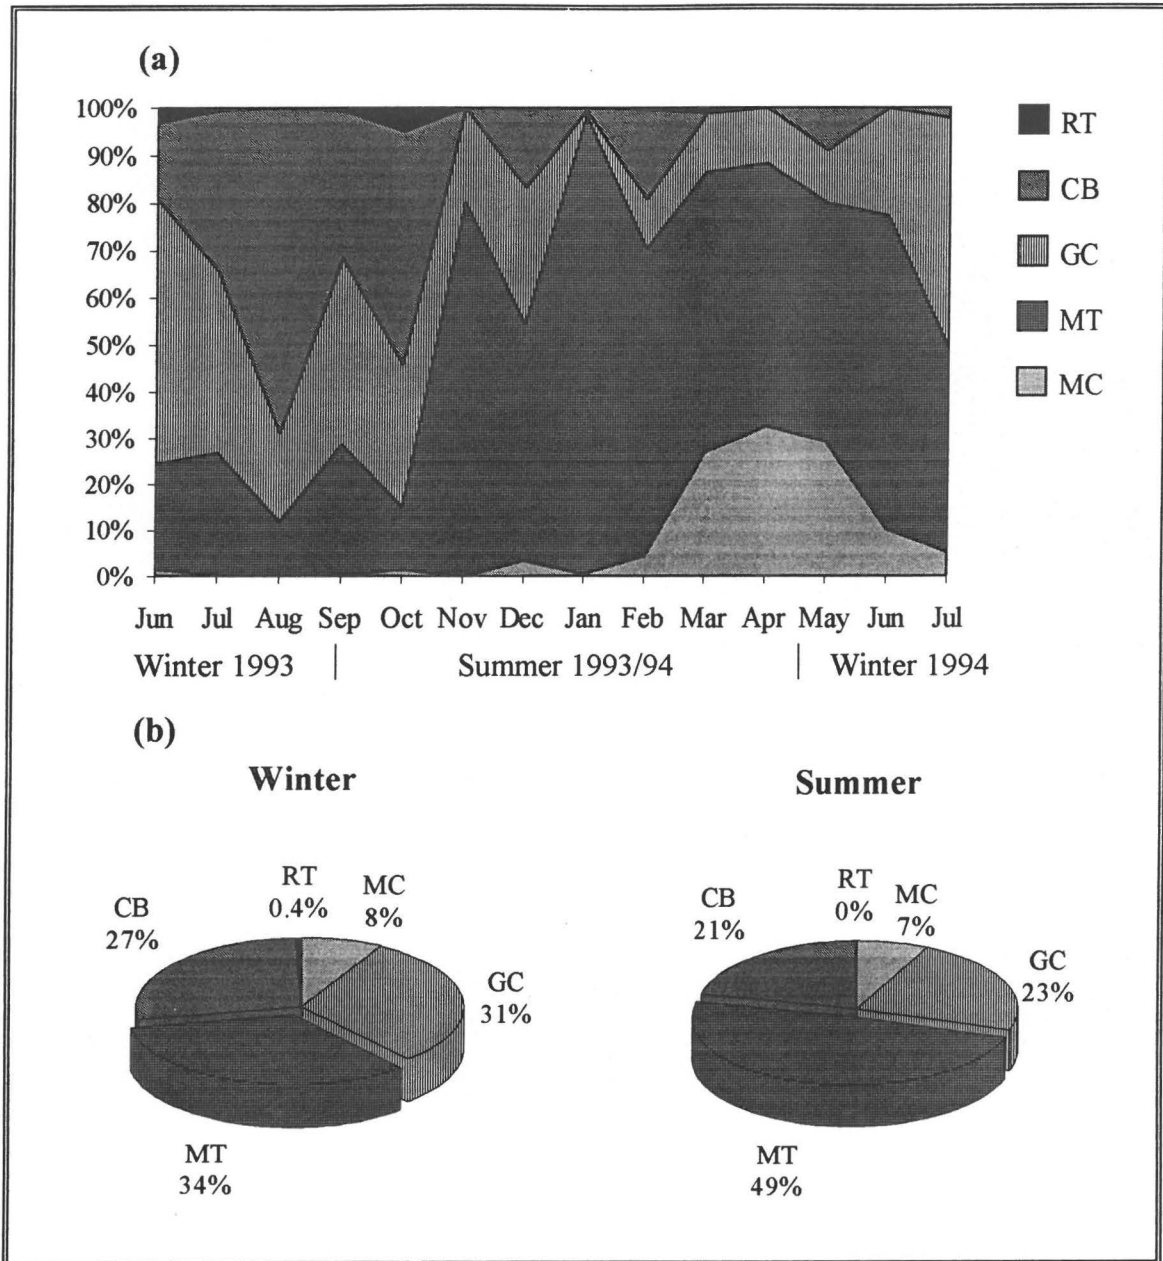 (a)
100%
90%
80%
70%
60%
50%
40%
30%
20%
10%
0%
RT
CB
GC
MT
MC
Jun Jul Aug Sep Oct Nov Dec Jan Feb Mar Apr May Jun Jul
Winter 1993 | Summer 1993/94 | Winter 1994
(b)
Winter
RT
0.4%
MC
8%
CB
27%
GC
31%
MT
34%
Summer
RT
0%
MC
7%
CB
21%
GC
23%
MT
49%